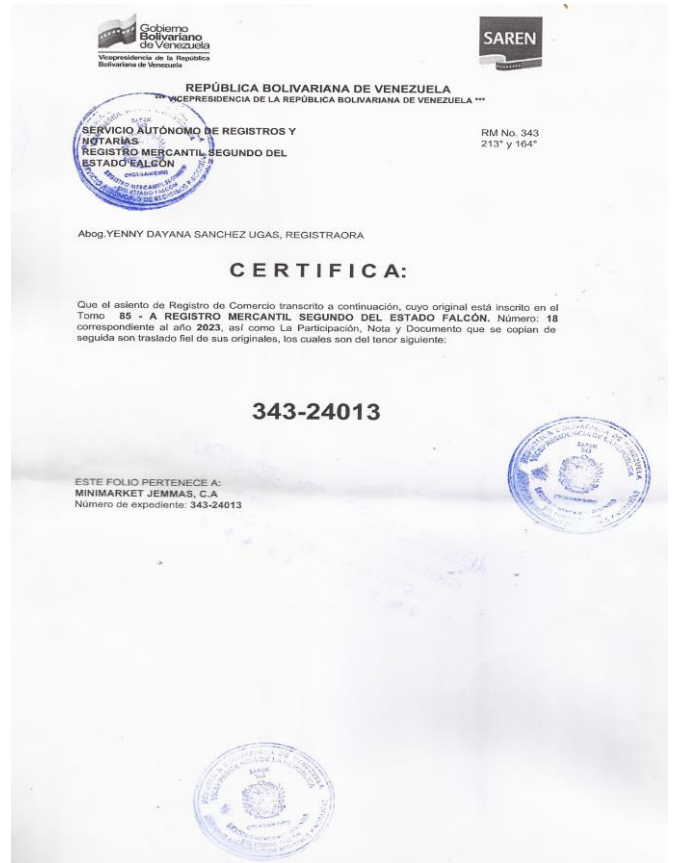 Gobierno
Bolivariano
de Venezuela
Vicepresidencia de la República
Bolivariana de Venezuela
SAREN
REPÚBLICA BOLIVARIANA DE VENEZUELA
*** VICEPRESIDENCIA DE LA REPÚBLICA BOLIVARIANA DE VENEZUELA ***
SERVICIO AUTÓNOMO DE REGISTROS Y
NOTARÍAS
REGISTRO MERCANTIL SEGUNDO DEL
ESTADO FALCÓN
RM No. 343
213° y 164°
Abog.YENNY DAYANA SANCHEZ UGAS, REGISTRAORA
C E R T I F I C A:
Que el asiento de Registro de Comercio transcrito a continuación, cuyo original está inscrito en el
Tomo 85 - A REGISTRO MERCANTIL SEGUNDO DEL ESTADO FALCÓN. Número: 18
correspondiente al año 2023, así como La Participación, Nota y Documento que se copian de
seguida son traslado fiel de sus originales, los cuales son del tenor siguiente:
343-24013
ESTE FOLIO PERTENECE A:
MINIMARKET JEMMAS, C.A
Número de expediente: 343-24013